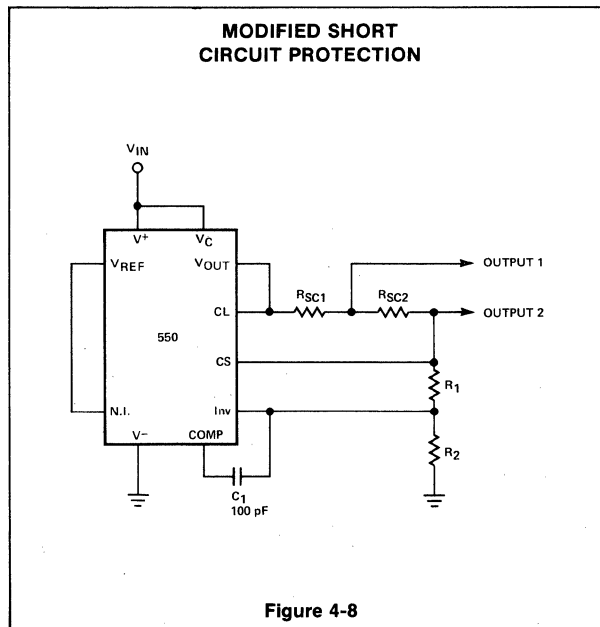 MODIFIED SHORT
CIRCUIT PROTECTION
VIN
V+ VC
VREF VOUT
OUTPUT 1
RSC1 RSC2
CL
OUTPUT 2
550
CS
R1
N.I. Inv
V− COMP
R2
C1
100 pF
Figure 4-8